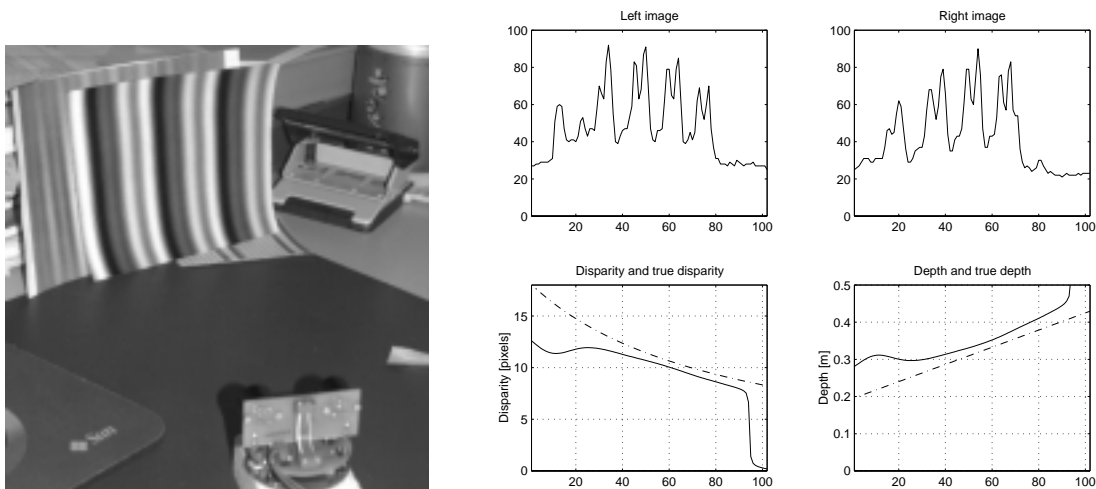 Left image
100
80
60
40
20
0
20 40 60 80 100
Right image
100
80
60
40
20
0
20 40 60 80 100
Sun
Disparity and true disparity
Disparity [pixels]
15
10
5
0
20 40 60 80 100
Depth and true depth
Depth [m]
0.5
0.4
0.3
0.2
0.1
0
20 40 60 80 100